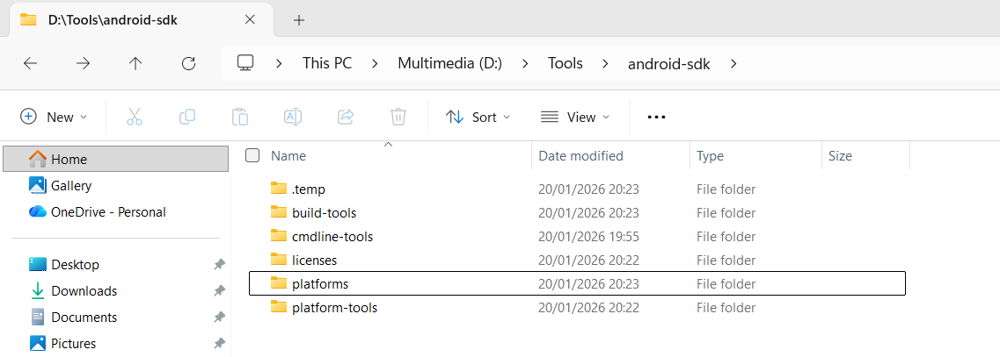 D:\Tools\android-sdk
This PC > Multimedia (D:) > Tools > android-sdk >
New Sort View
Name Date modified Type Size
Home
Gallery
OneDrive - Personal
Desktop
Downloads
Documents
Pictures
.temp 20/01/2026 20:23 File folder
build-tools 20/01/2026 20:23 File folder
cmdline-tools 20/01/2026 19:55 File folder
licenses 20/01/2026 20:22 File folder
platforms 20/01/2026 20:23 File folder
platform-tools 20/01/2026 20:22 File folder